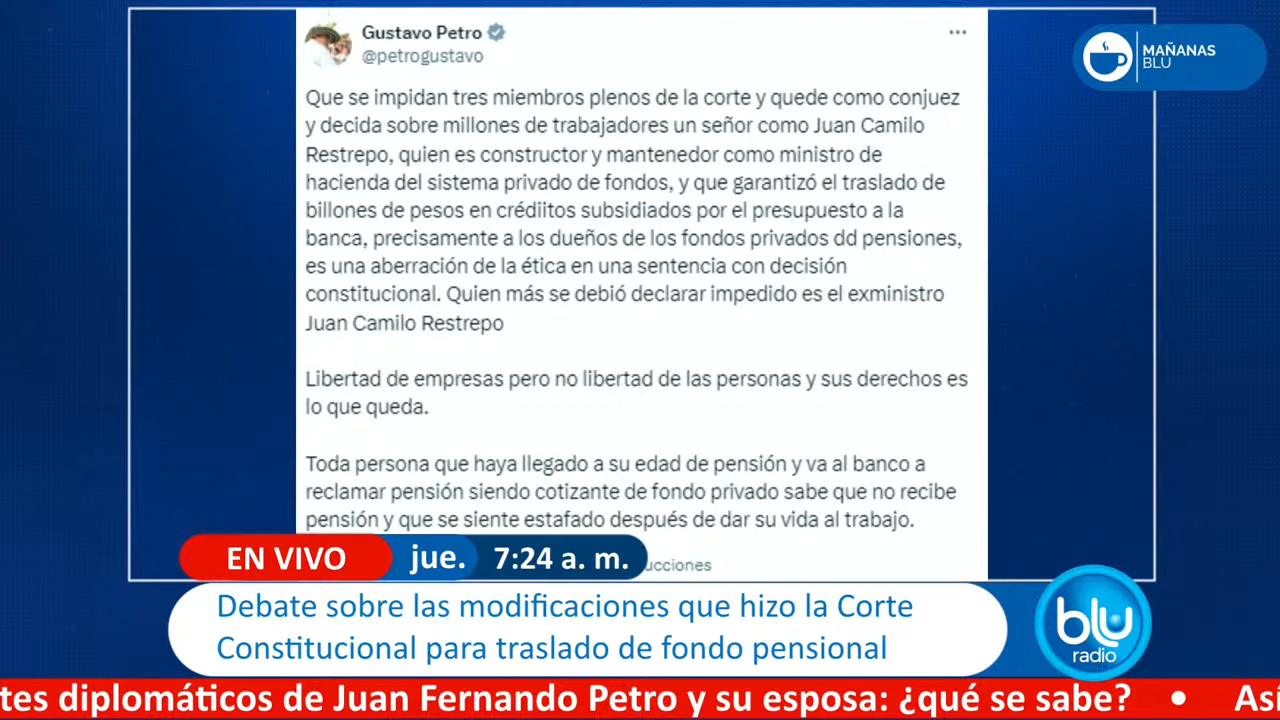 Gustavo Petro
@petrogustavo
MAÑANAS
BLU
Que se impidan tres miembros plenos de la corte y quede como conjuez
y decida sobre millones de trabajadores un señor como Juan Camilo
Restrepo, quien es constructor y mantenedor como ministro de
hacienda del sistema privado de fondos, y que garantizó el traslado de
billones de pesos en crédiitos subsidiados por el presupuesto a la
banca, precisamente a los dueños de los fondos privados dd pensiones,
es una aberración de la ética en una sentencia con decisión
constitucional. Quien más se debió declarar impedido es el exministro
Juan Camilo Restrepo
Libertad de empresas pero no libertad de las personas y sus derechos es
lo que queda.
Toda persona que haya llegado a su edad de pensión y va al banco a
reclamar pensión siendo cotizante de fondo privado sabe que no recibe
pensión y que se siente estafado después de dar su vida al trabajo.
ucciones
EN VIVO jue. 7:24 a. m.
Debate sobre las modificaciones que hizo la Corte
Constitucional para traslado de fondo pensional
blu
radio
tes diplomáticos de Juan Fernando Petro y su esposa: ¿qué se sabe? • Así